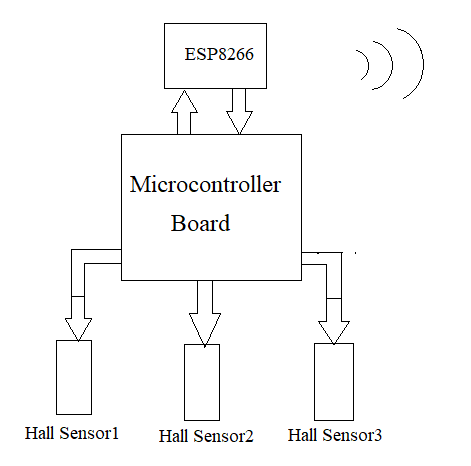 ESP8266
Microcontroller
Board
Hall Sensor1
Hall Sensor2
Hall Sensor3